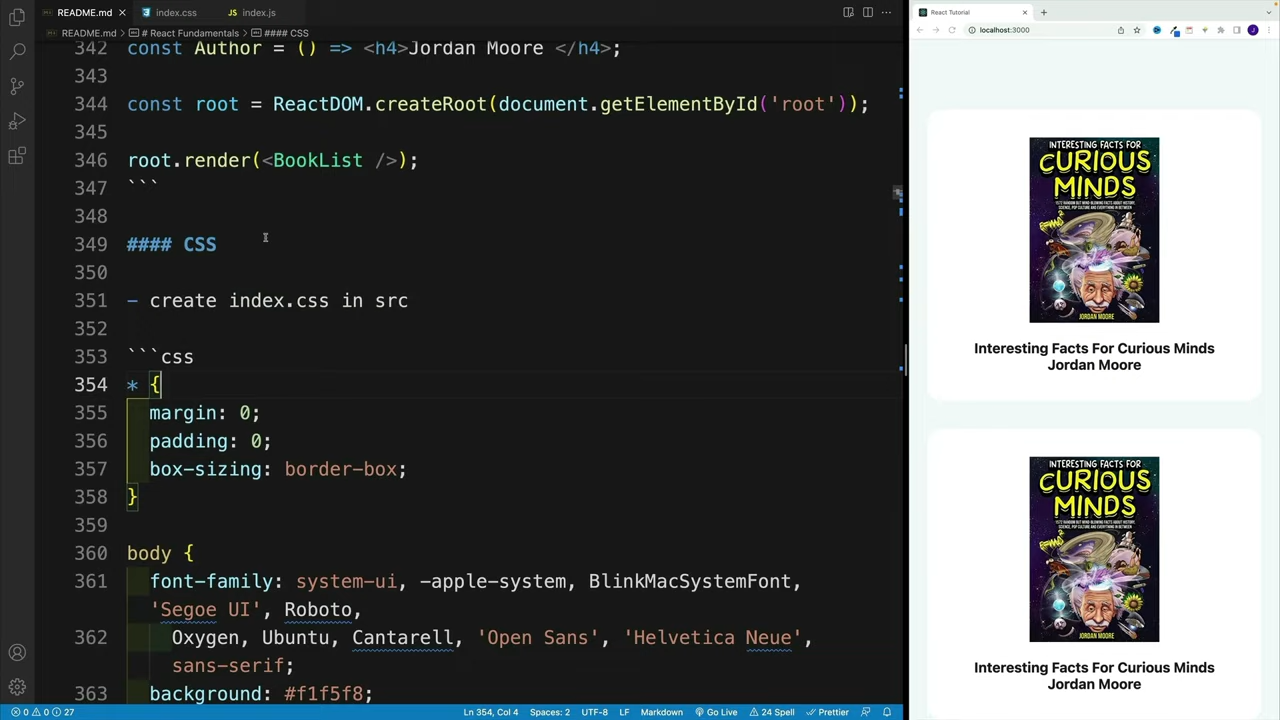 README.md
index.css
JS index.js
README.md > # React Fundamentals > #### CSS
342 const Author = () => <h4>Jordan Moore </h4>;
343
344 const root = ReactDOM.createRoot(document.getElementById('root'));
345
346 root.render(<BookList />);
347 ```
348
349 #### CSS
350
351 - create index.css in src
352
353 ```css
354 * {
355 margin: 0;
356 padding: 0;
357 box-sizing: border-box;
358 }
359
360 body {
361 font-family: system-ui, -apple-system, BlinkMacSystemFont,
'Segoe UI', Roboto,
362 Oxygen, Ubuntu, Cantarell, 'Open Sans', 'Helvetica Neue',
sans-serif;
363 background: #f1f5f8;
0 0 27
Ln 354, Col 4
Spaces: 2
UTF-8
LF
Markdown
Go Live
24 Spell
Prettier
React Tutorial
localhost:3000
J
INTERESTING FACTS FOR
CURIOUS
MINDS
JORDAN MOORE
Interesting Facts For Curious Minds
Jordan Moore
INTERESTING FACTS FOR
CURIOUS
MINDS
JORDAN MOORE
Interesting Facts For Curious Minds
Jordan Moore